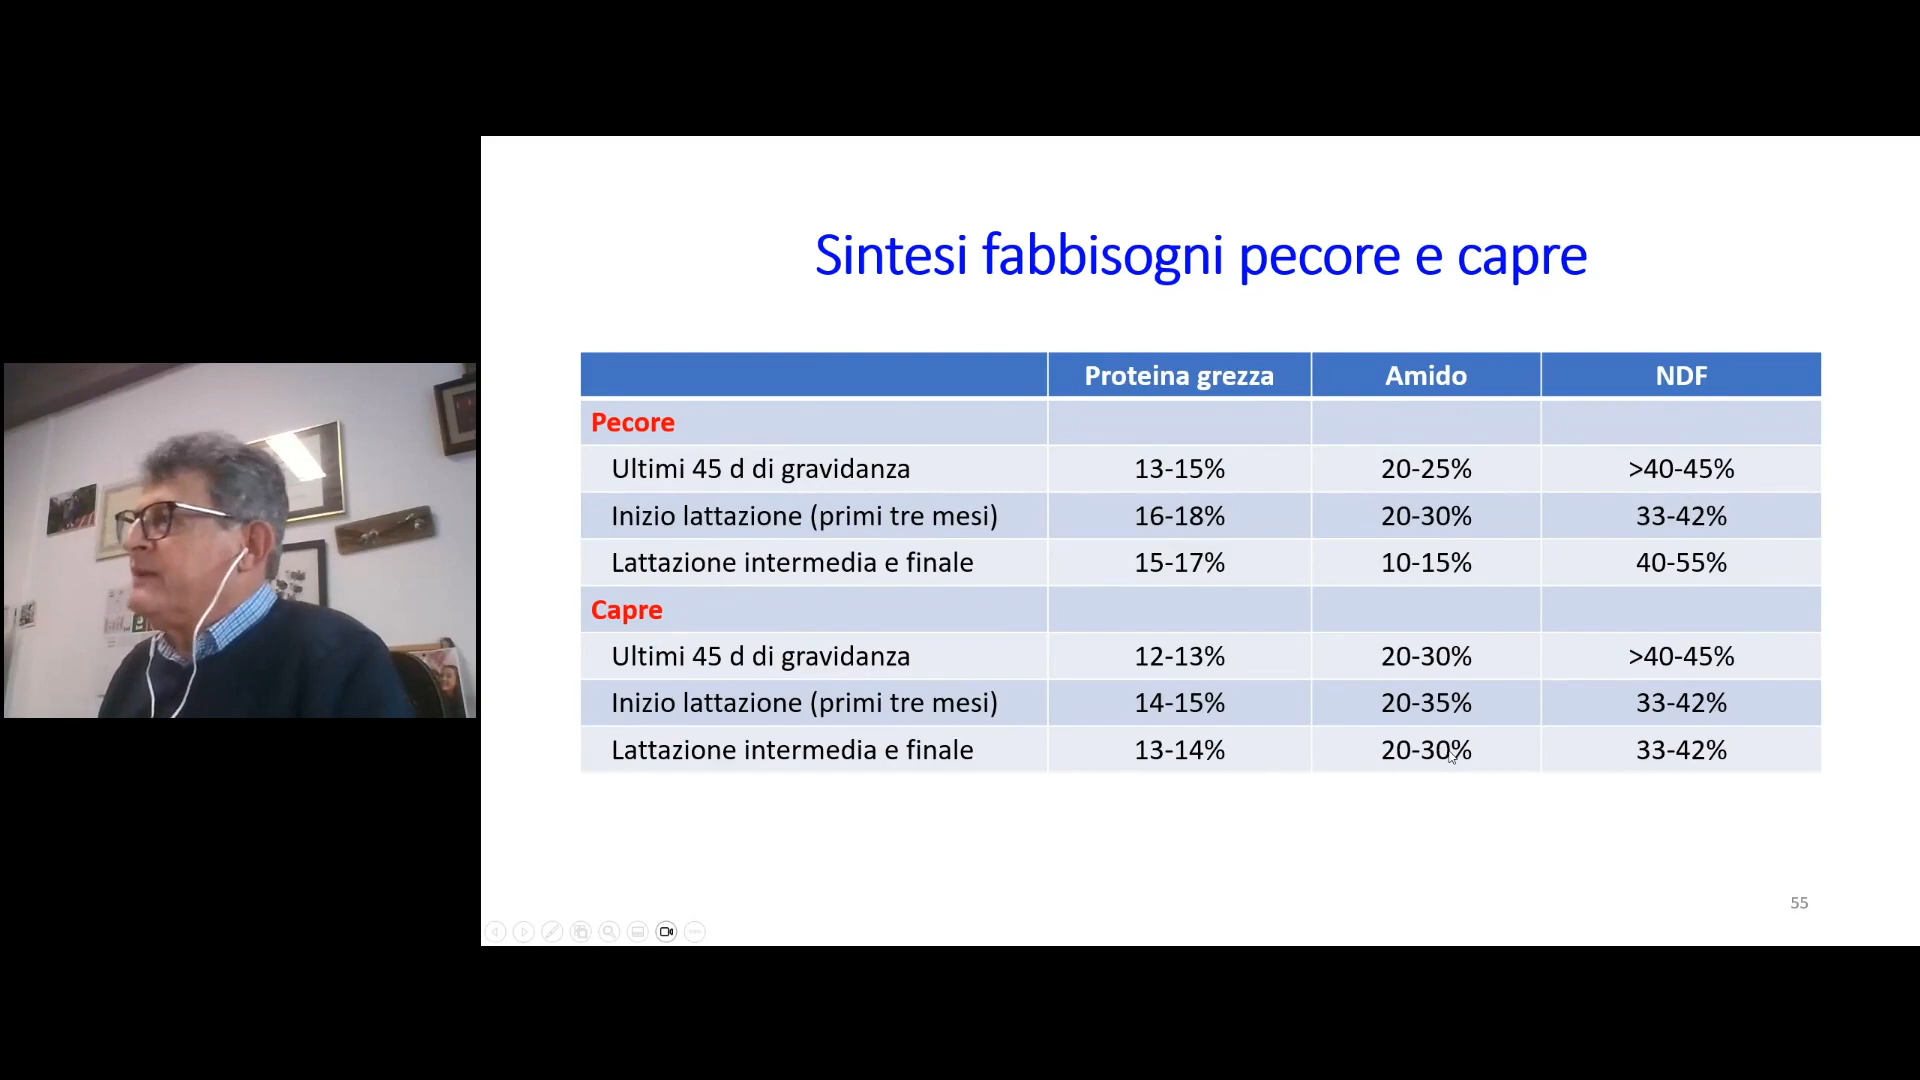 Sintesi fabbisogni pecore e capre
Proteina grezza Amido NDF
Pecore
Ultimi 45 d di gravidanza 13-15% 20-25% >40-45%
Inizio lattazione (primi tre mesi) 16-18% 20-30% 33-42%
Lattazione intermedia e finale 15-17% 10-15% 40-55%
Capre
Ultimi 45 d di gravidanza 12-13% 20-30% >40-45%
Inizio lattazione (primi tre mesi) 14-15% 20-35% 33-42%
Lattazione intermedia e finale 13-14% 20-30% 33-42%
55